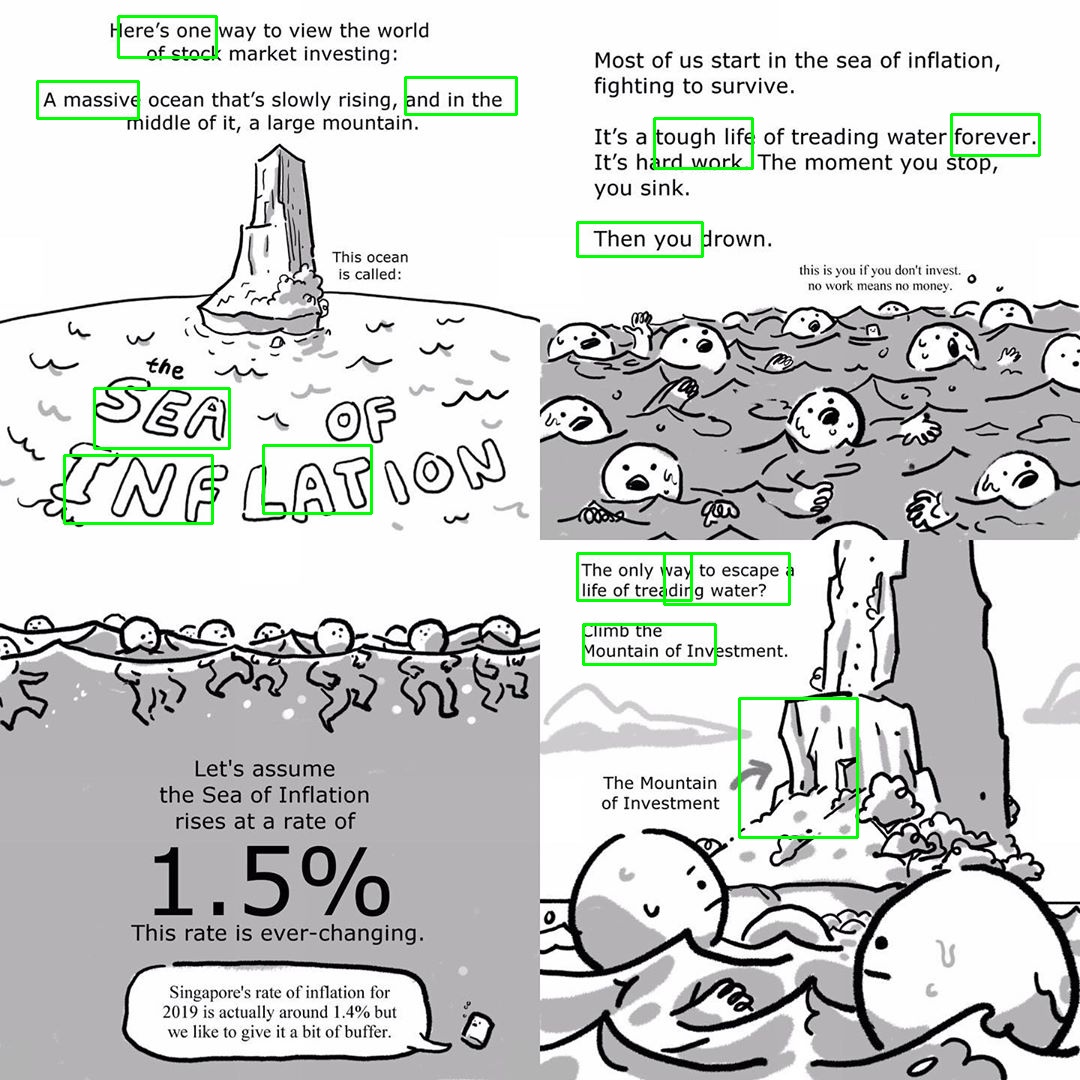 Here's one way to view the world
of stock market investing:
A massive ocean that's slowly rising, and in the
middle of it, a large mountain.
This ocean
is called:
the
SEA OF
INFLATION
Most of us start in the sea of inflation,
fighting to survive.
It's a tough life of treading water forever.
It's hard work. The moment you stop,
you sink.
Then you drown.
this is you if you don't invest.
no work means no money.
Let's assume
the Sea of Inflation
rises at a rate of
1.5%
This rate is ever-changing.
Singapore's rate of inflation for
2019 is actually around 1.4% but
we like to give it a bit of buffer.
The only way to escape a
life of treading water?
Climb the
Mountain of Investment.
The Mountain
of Investment